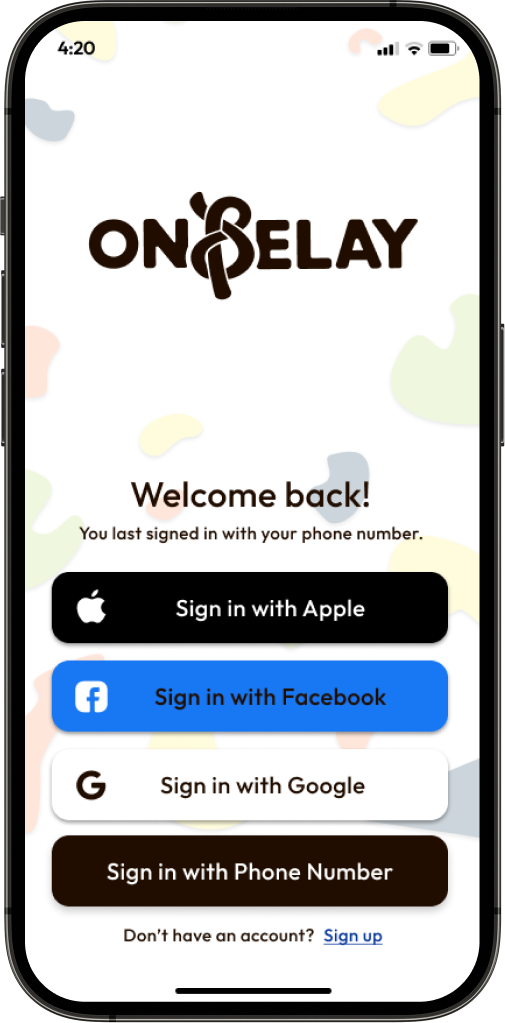 4:20
ONBELAY
Welcome back!
You last signed in with your phone number.
Sign in with Apple
Sign in with Facebook
Sign in with Google
Sign in with Phone Number
Don’t have an account? Sign up